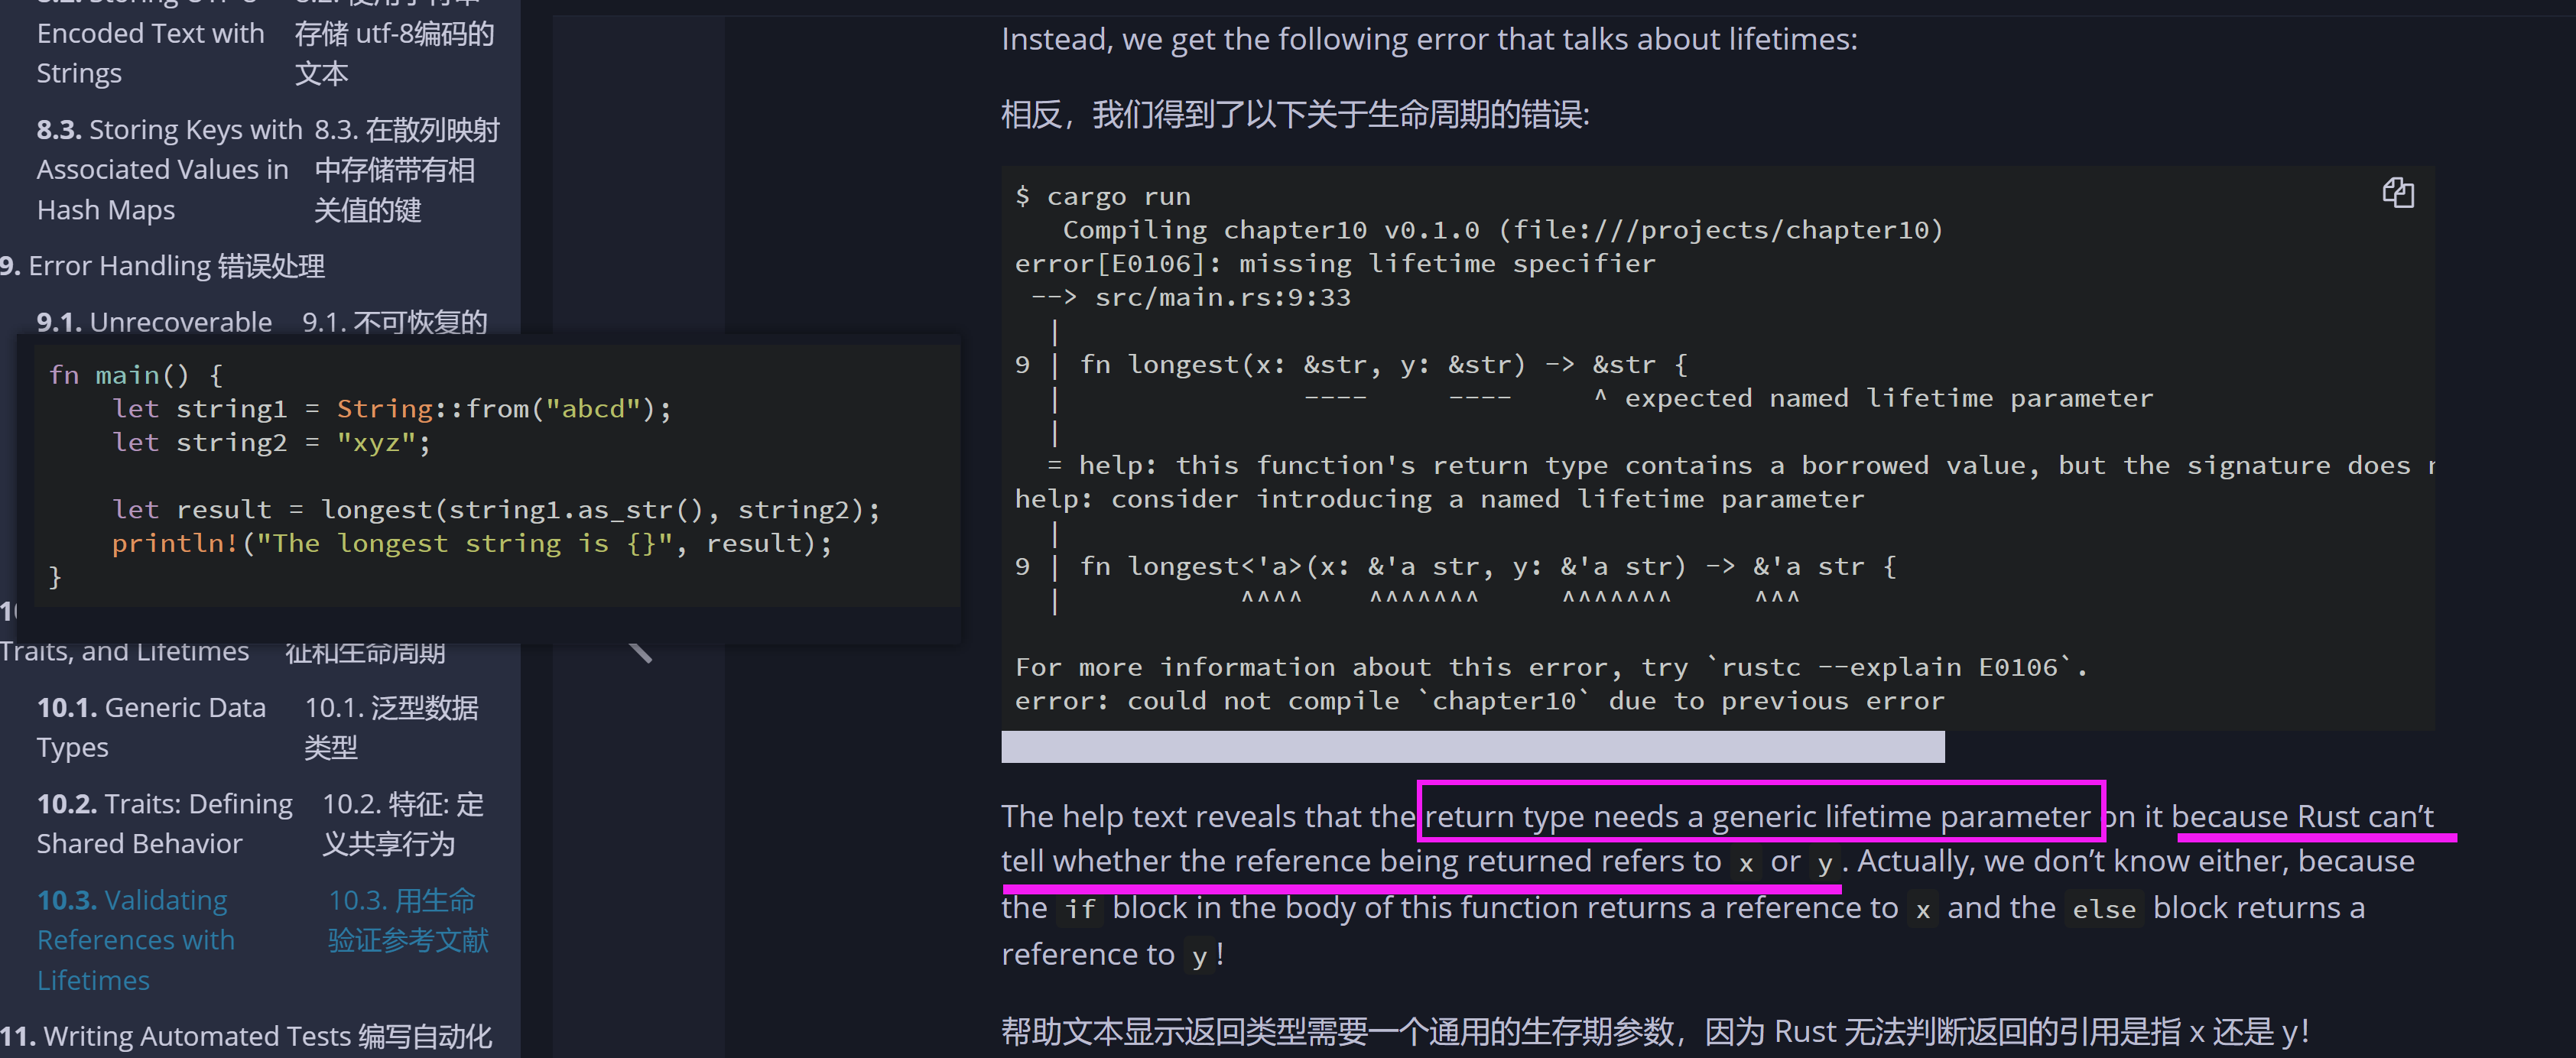 Encoded Text with
Strings
存储 utf-8编码的
文本
8.3. Storing Keys with
Associated Values in
Hash Maps
8.3. 在散列映射
中存储带有相
关值的键
9. Error Handling 错误处理
9.1. Unrecoverable
9.1. 不可恢复的
fn main() {
    let string1 = String::from("abcd");
    let string2 = "xyz";
    let result = longest(string1.as_str(), string2);
    println!("The longest string is {}", result);
}
Traits, and Lifetimes
征和生命周期
10.1. Generic Data
Types
10.1. 泛型数据
类型
10.2. Traits: Defining
Shared Behavior
10.2. 特征: 定
义共享行为
10.3. Validating
References with
Lifetimes
10.3. 用生命
验证参考文献
11. Writing Automated Tests 编写自动化
Instead, we get the following error that talks about lifetimes:
相反，我们得到了以下关于生命周期的错误:
$ cargo run
   Compiling chapter10 v0.1.0 (file:///projects/chapter10)
error[E0106]: missing lifetime specifier
 --> src/main.rs:9:33
  |
9 | fn longest(x: &str, y: &str) -> &str {
  |               ----     ----     ^ expected named lifetime parameter
  |
  = help: this function's return type contains a borrowed value, but the signature does
help: consider introducing a named lifetime parameter
  |
9 | fn longest<'a>(x: &'a str, y: &'a str) -> &'a str {
  |           ^^^^    ^^^^^^^     ^^^^^^^     ^^^
For more information about this error, try `rustc --explain E0106`.
error: could not compile `chapter10` due to previous error
The help text reveals that the return type needs a generic lifetime parameter on it because Rust can’t
tell whether the reference being returned refers to x or y. Actually, we don’t know either, because
the if block in the body of this function returns a reference to x and the else block returns a
reference to y!
帮助文本显示返回类型需要一个通用的生存期参数，因为 Rust 无法判断返回的引用是指 x 还是 y!